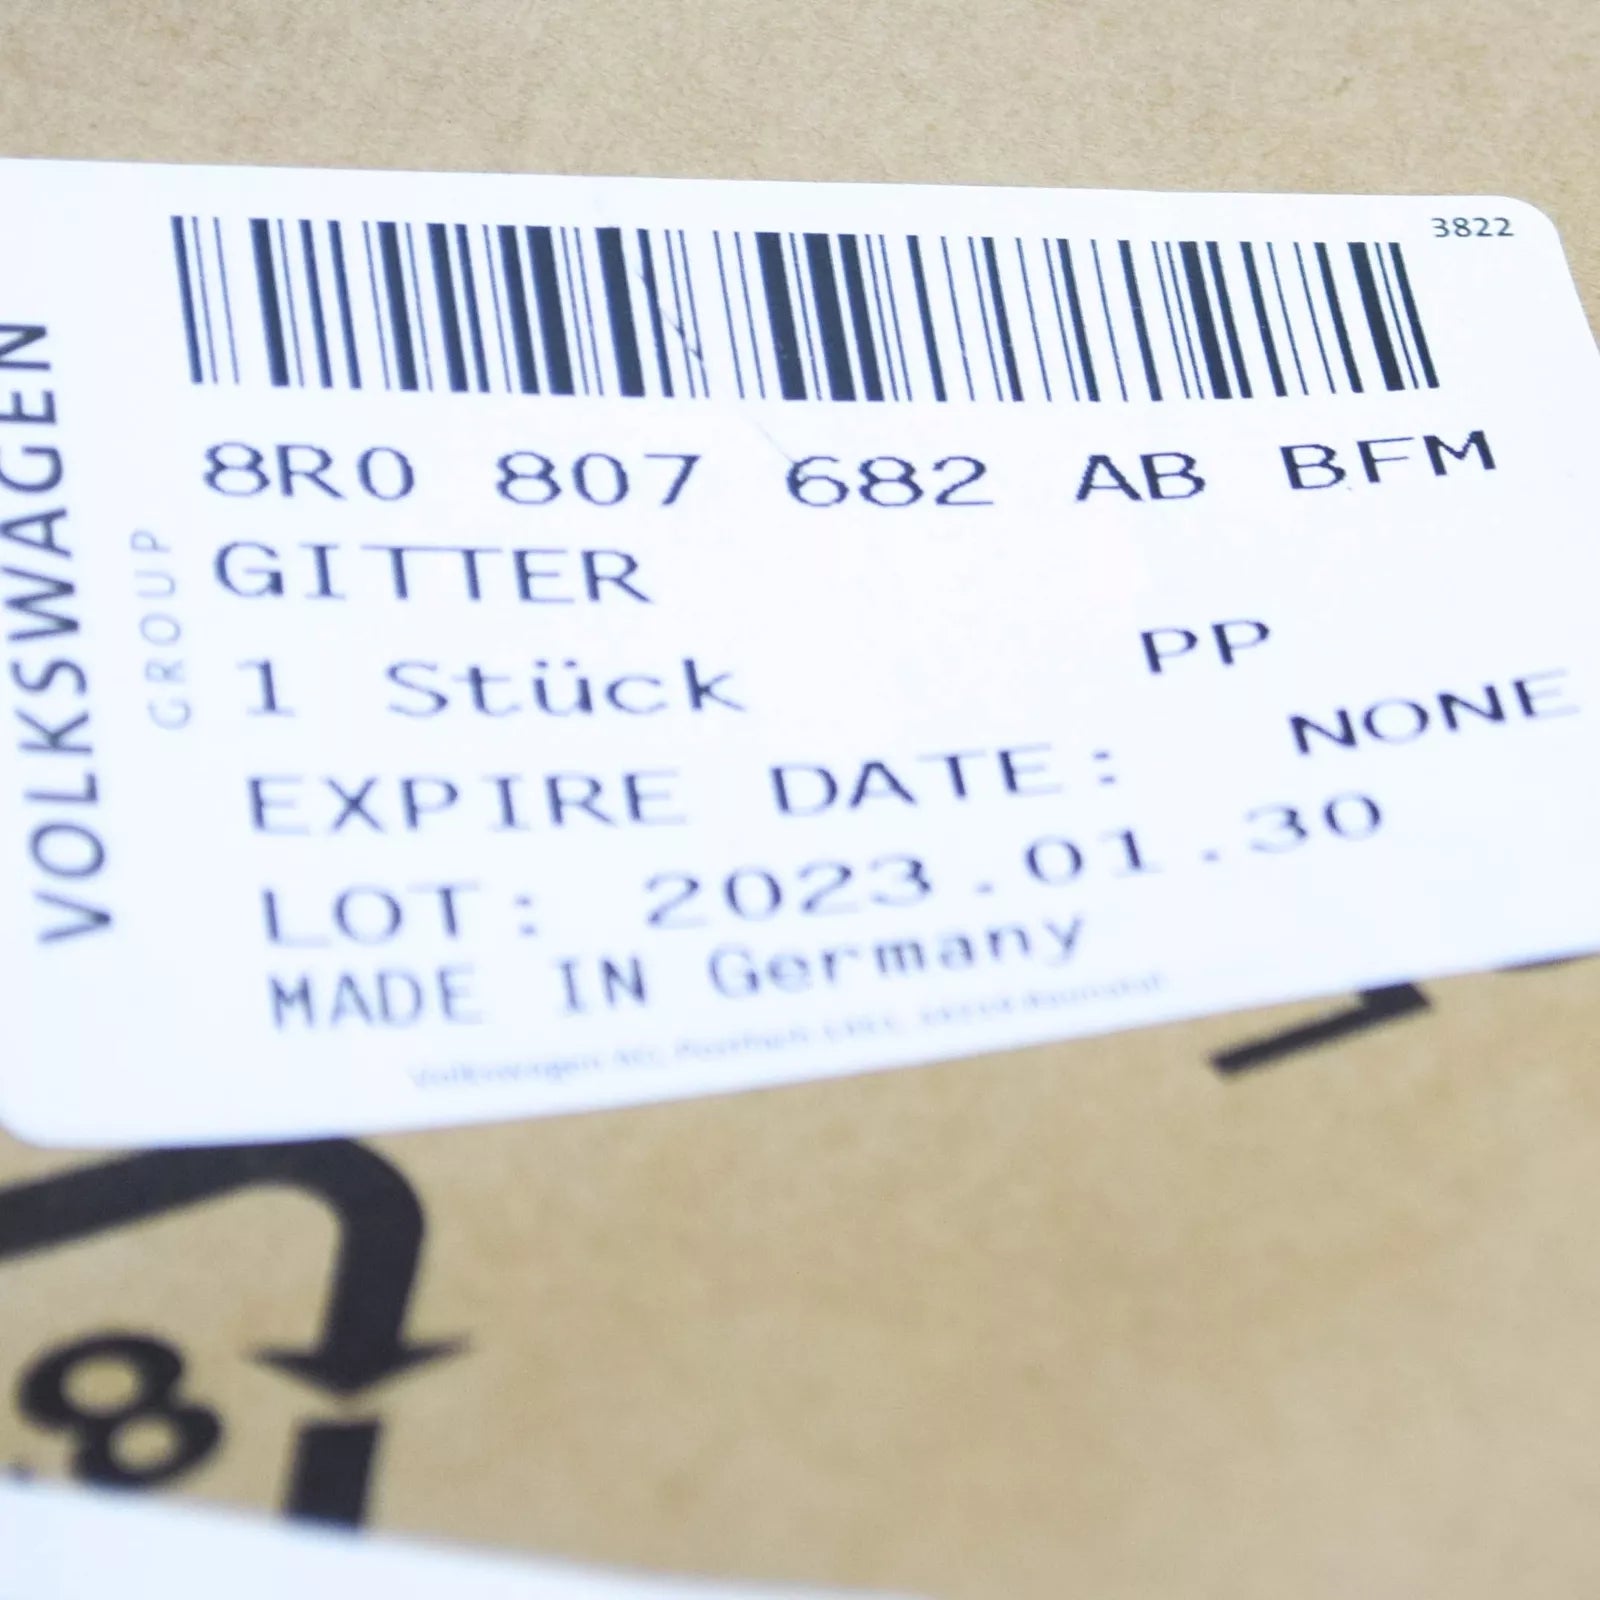 3822
8R0 807 682 AB BFM
GITTER
1 Stück PP
EXPIRE DATE: NONE
LOT: 2023.01.30
MADE IN Germany
VOLKSWAGEN
GROUP
8